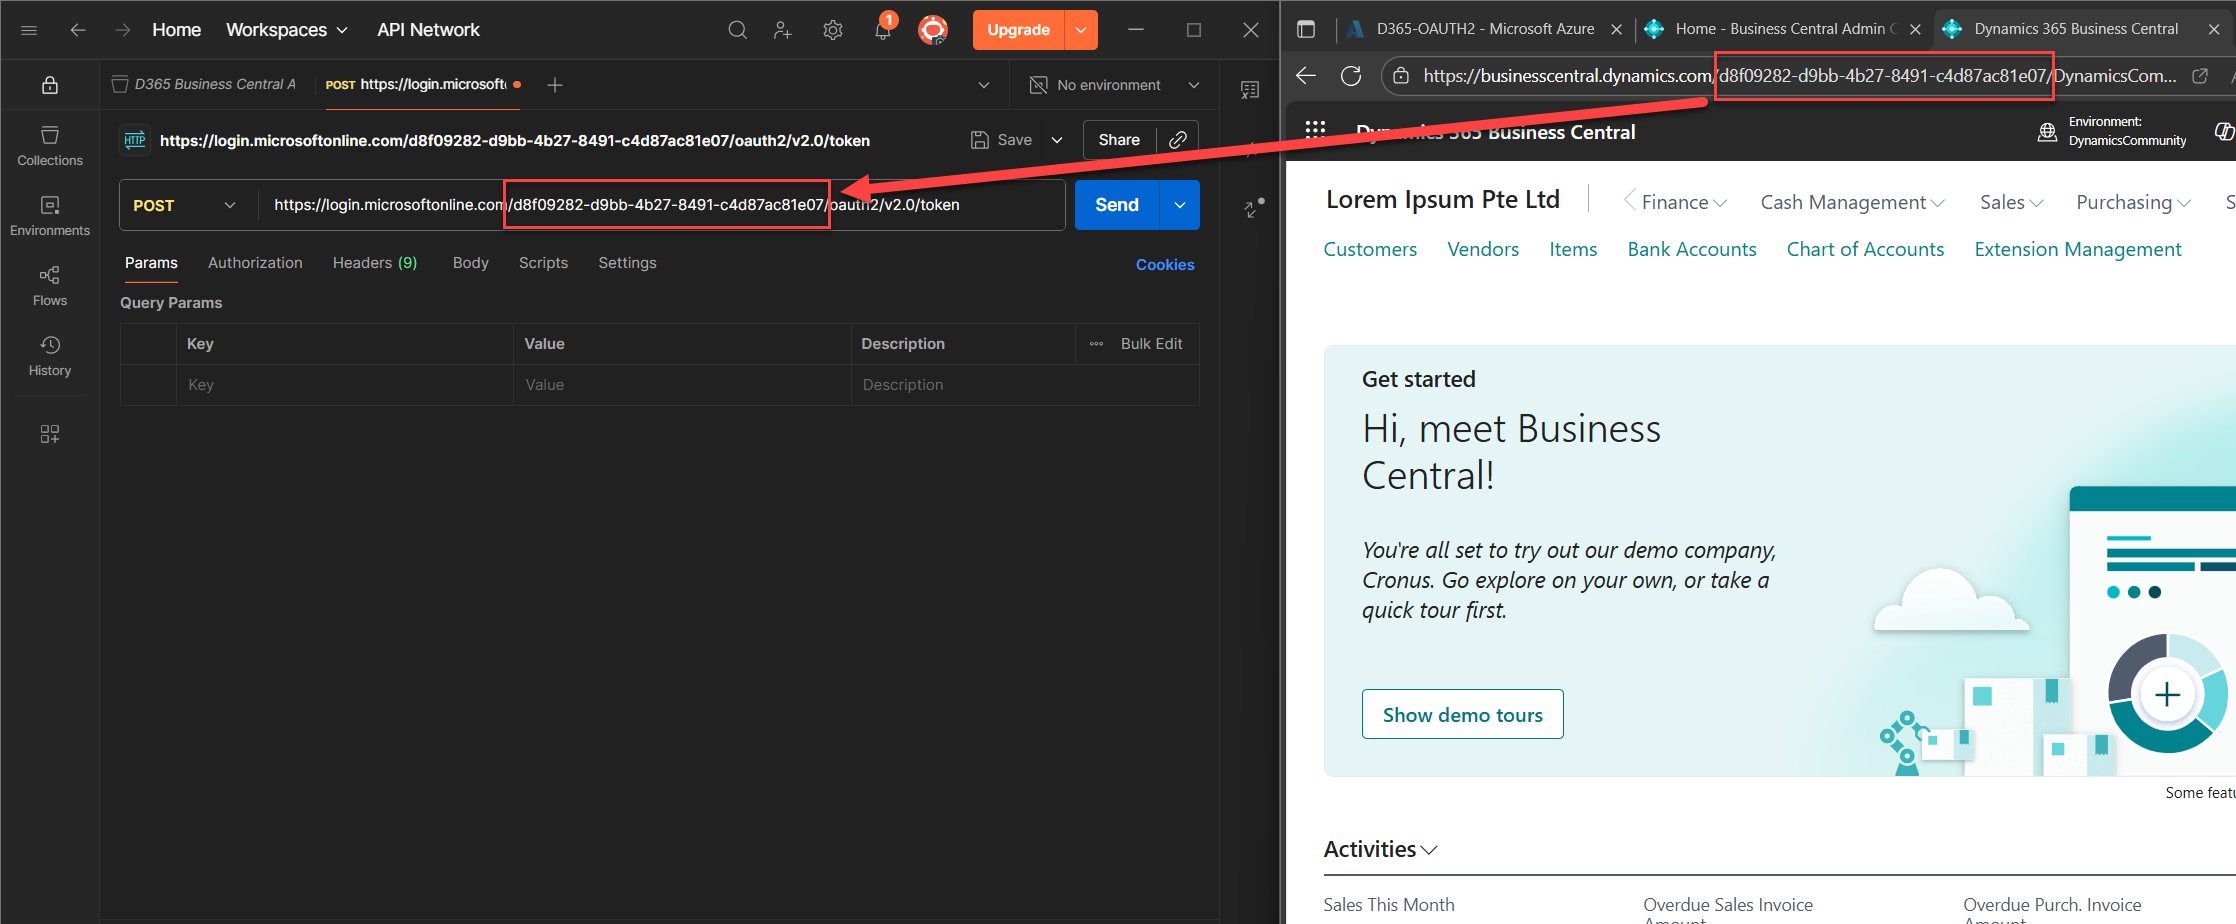 Home Workspaces API Network 1 Upgrade
D365 Business Central A POST https://login.microsoft No environment
HTTP https://login.microsoftonline.com/d8f09282-d9bb-4b27-8491-c4d87ac81e07/oauth2/v2.0/token Save Share
Collections
Environments
Flows
History
POST https://login.microsoftonline.com/d8f09282-d9bb-4b27-8491-c4d87ac81e07/oauth2/v2.0/token Send
Params Authorization Headers (9) Body Scripts Settings Cookies
Query Params
Key Value Description Bulk Edit
Key Value Description
D365-OAUTH2 - Microsoft Azure Home - Business Central Admin C Dynamics 365 Business Central
https://businesscentral.dynamics.com/d8f09282-d9bb-4b27-8491-c4d87ac81e07/DynamicsCom...
Dynamics 365 Business Central
Environment:
DynamicsCommunity
Lorem Ipsum Pte Ltd Finance Cash Management Sales Purchasing S
Customers Vendors Items Bank Accounts Chart of Accounts Extension Management
Get started
Hi, meet Business
Central!
You're all set to try out our demo company,
Cronus. Go explore on your own, or take a
quick tour first.
Show demo tours
Some featu
Activities
Sales This Month Overdue Sales Invoice Overdue Purch. Invoice
Amount Amount